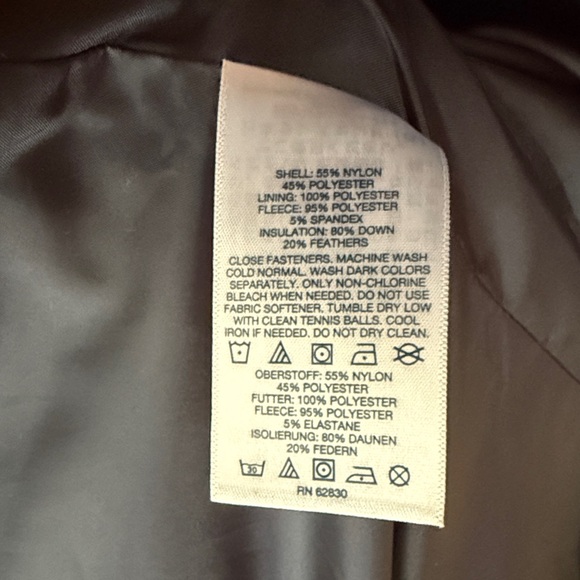 SHELL: 55% NYLON
45% POLYESTER
LINING: 100% POLYESTER
FLEECE: 95% POLYESTER
5% SPANDEX
INSULATION: 80% DOWN
20% FEATHERS
CLOSE FASTENERS. MACHINE WASH
COLD NORMAL. WASH DARK COLORS
SEPARATELY. ONLY NON-CHLORINE
BLEACH WHEN NEEDED. DO NOT USE
FABRIC SOFTENER. TUMBLE DRY LOW
WITH CLEAN TENNIS BALLS. COOL
IRON IF NEEDED. DO NOT DRY CLEAN.
OBERSTOFF: 55% NYLON
45% POLYESTER
FUTTER: 100% POLYESTER
FLEECE: 95% POLYESTER
5% ELASTANE
ISOLIERUNG: 80% DAUNEN
20% FEDERN
30
RN 62830